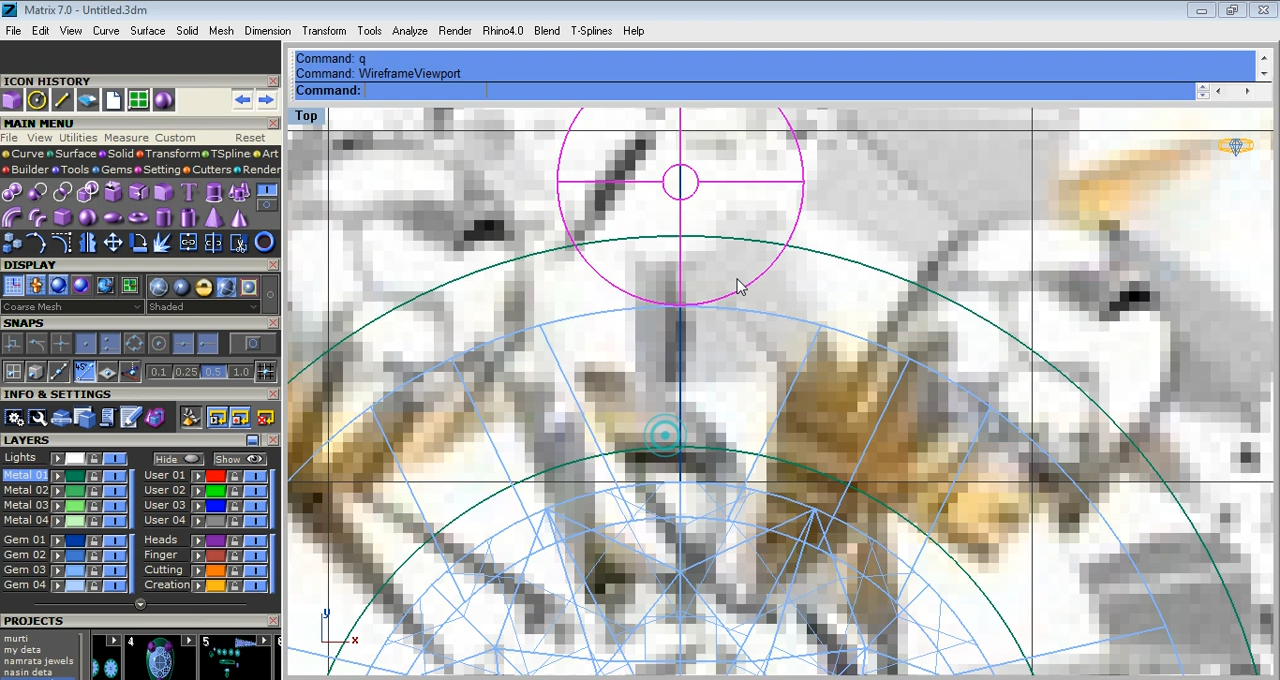 Matrix 7.0 - Untitled.3dm
File Edit View Curve Surface Solid Mesh Dimension Transform Tools Analyze Render Rhino4.0 Blend T-Splines Help
Command: q
Command: WireframeViewport
Command:
ICON HISTORY
MAIN MENU
File View Utilities Measure Custom Reset
Curve Surface Solid Transform TSpline Art
Builder Tools Gems Setting Cutters Render
DISPLAY
Coarse Mesh Shaded
SNAPS
0.1 0.25 0.5 1.0
INFO & SETTINGS
LAYERS
Lights Hide Show
Metal 01 User 01
Metal 02 User 02
Metal 03 User 03
Metal 04 User 04
Gem 01 Heads
Gem 02 Finger
Gem 03 Cutting
Gem 04 Creation
PROJECTS
murti
my deta
namrata jewels
nasin deta
4 5
Top
y
x